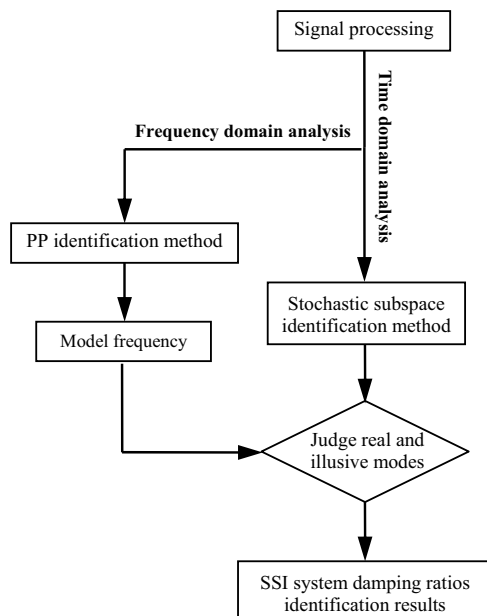 Signal processing
Frequency domain analysis
Time domain analysis
PP identification method
Stochastic subspace
identification method
Model frequency
Judge real and
illusive modes
SSI system damping ratios
identification results